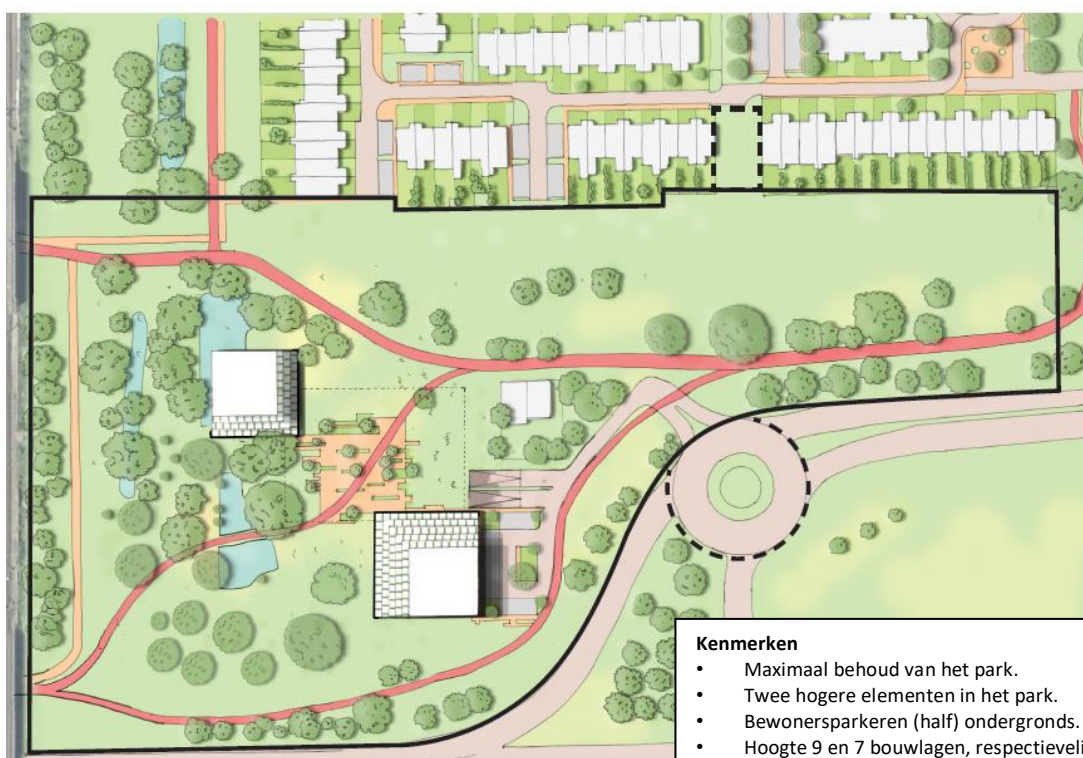 Kenmerken
• Maximaal behoud van het park.
• Twee hogere elementen in het park.
• Bewonersparkeren (half) ondergronds.
• Hoogte 9 en 7 bouwlagen,